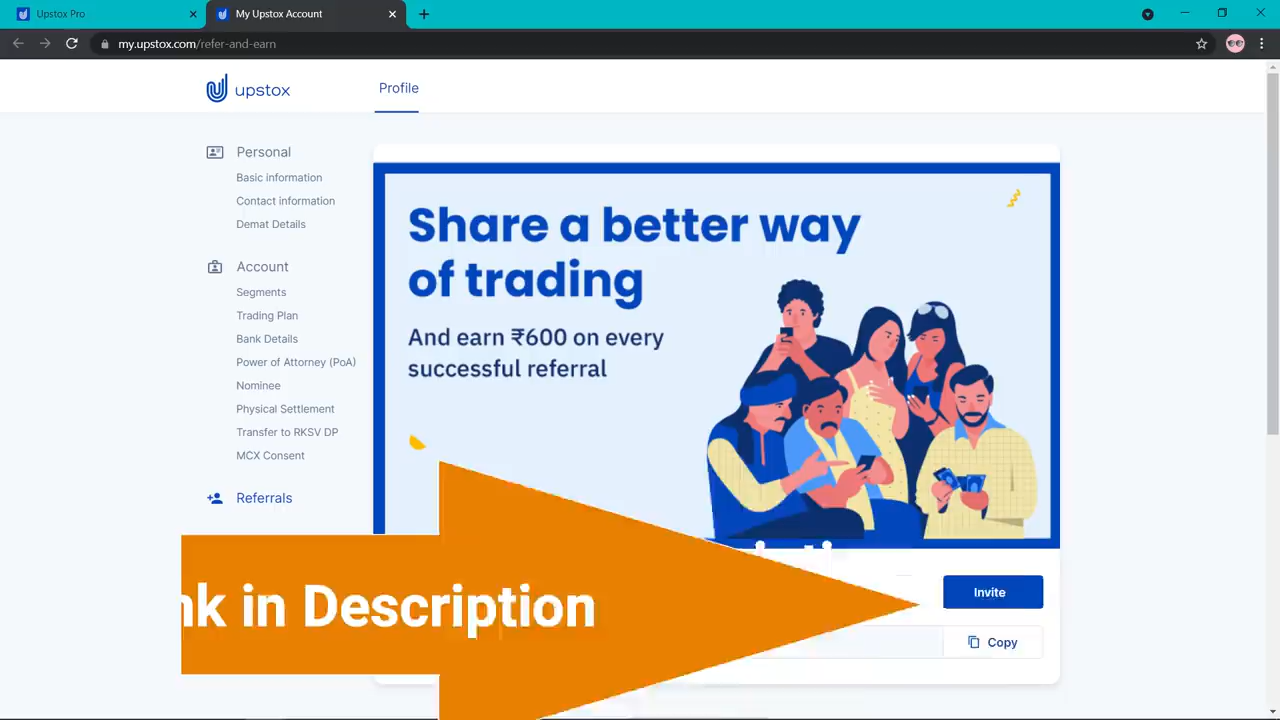 Upstox Pro
My Upstox Account
my.upstox.com/refer-and-earn
upstox
Profile
Personal
Basic information
Contact information
Demat Details
Account
Segments
Trading Plan
Bank Details
Power of Attorney (PoA)
Nominee
Physical Settlement
Transfer to RKSV DP
MCX Consent
Referrals
Share a better way
of trading
And earn ₹600 on every
successful referral
Invite
Copy
in Description